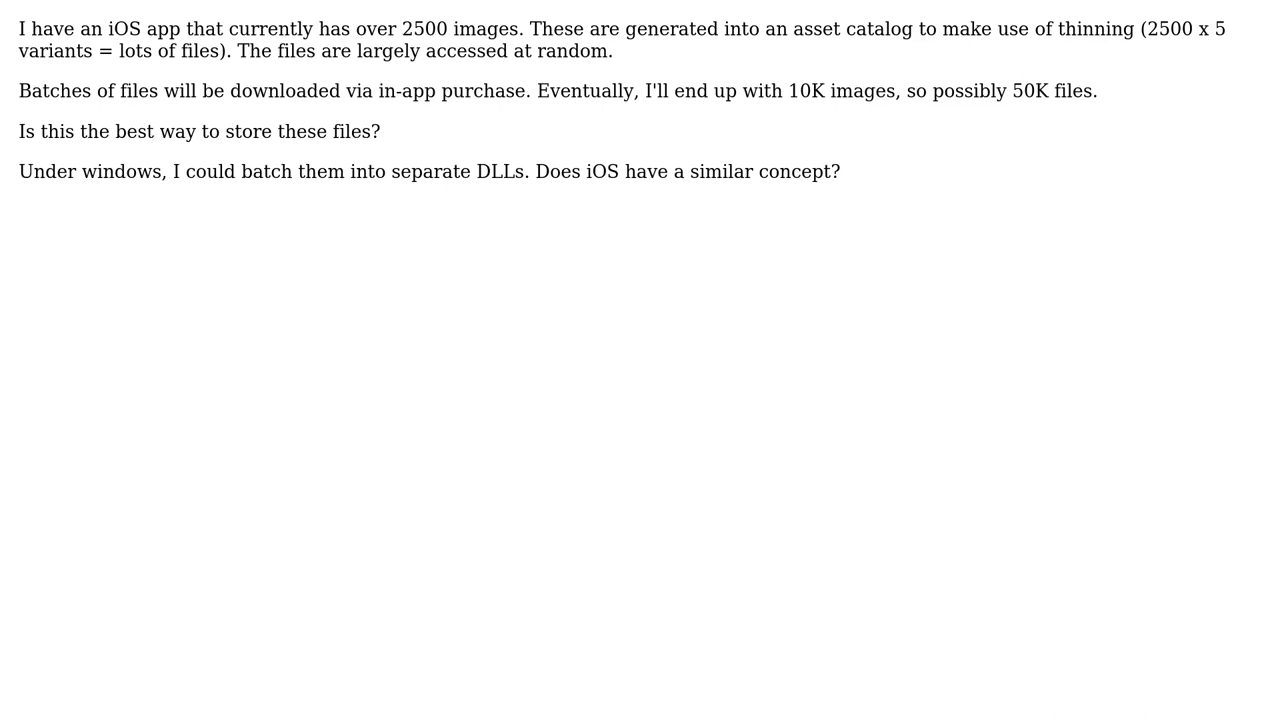 I have an iOS app that currently has over 2500 images. These are generated into an asset catalog to make use of thinning (2500 x 5
variants = lots of files). The files are largely accessed at random.
Batches of files will be downloaded via in-app purchase. Eventually, I'll end up with 10K images, so possibly 50K files.
Is this the best way to store these files?
Under windows, I could batch them into separate DLLs. Does iOS have a similar concept?